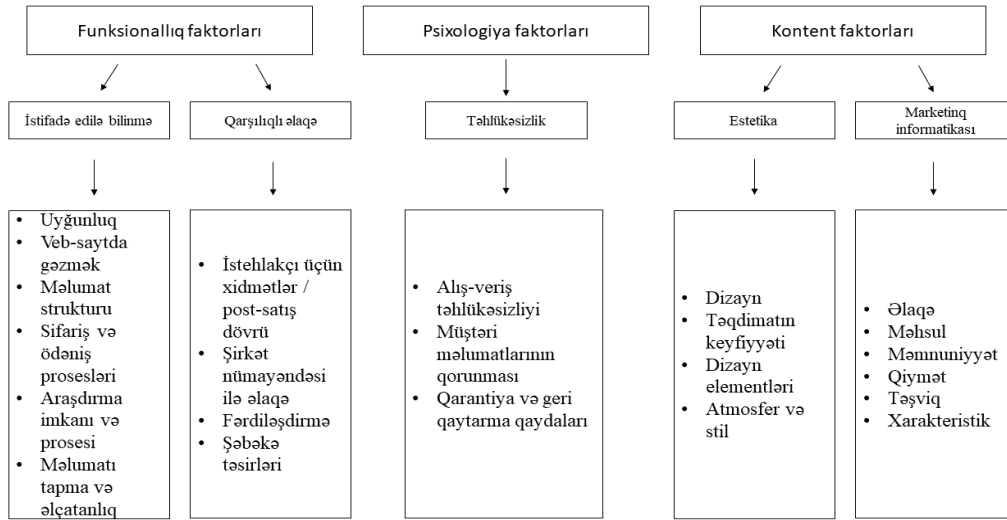 Funksionallıq faktorları
Psixologiya faktorları
Kontent faktorları
İstifadə edilə bilinmə
Qarşılıqlı əlaqə
Təhlükəsizlik
Estetika
Marketinq
informatikası
• Uyğunluq
• Veb-saytda
gəzmək
• Məlumat
strukturu
• Sifariş və
ödəniş
prosesləri
• Araşdırma
imkanı və
prosesi
• Məlumatı
tapma və
əlçatanlıq
• İstehlakçı üçün
xidmətlər /
post-satış
dövrü
• Şirkət
nümayəndəsi
ilə əlaqə
• Fərdiləşdirmə
• Şəbəkə
təsirləri
• Alış-veriş
təhlükəsizliyi
• Müştəri
məlumatlarının
qorunması
• Qarantiya və geri
qaytarma qaydaları
• Dizayn
• Təqdimatın
keyfiyyəti
• Dizayn
elementləri
• Atmosfer və
stil
• Əlaqə
• Məhsul
• Məmnuniyyət
• Qiymət
• Təşviq
• Xarakteristik